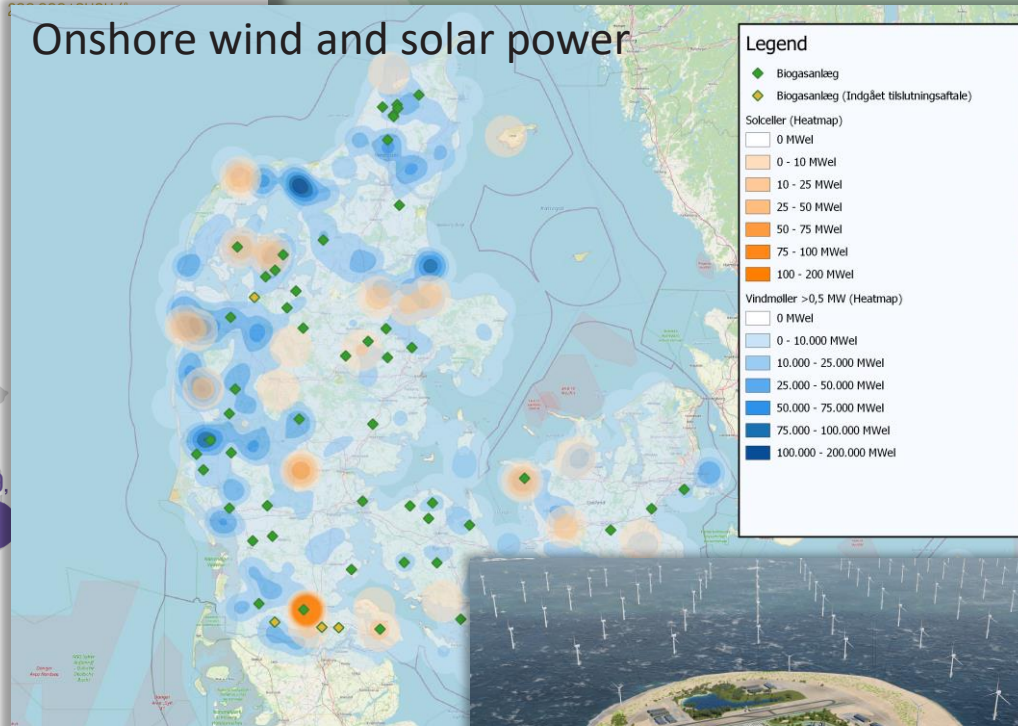 Onshore wind and solar power
Legend
Biogasanlæg
Biogasanlæg (Indgået tilslutningsaftale)
Solceller (Heatmap)
0 MWel
0 - 10 MWel
10 - 25 MWel
25 - 50 MWel
50 - 75 MWel
75 - 100 MWel
100 - 200 MWel
Vindmøller >0,5 MW (Heatmap)
0 MWel
0 - 10.000 MWel
10.000 - 25.000 MWel
25.000 - 50.000 MWel
50.000 - 75.000 MWel
75.000 - 100.000 MWel
100.000 - 200.000 MWel